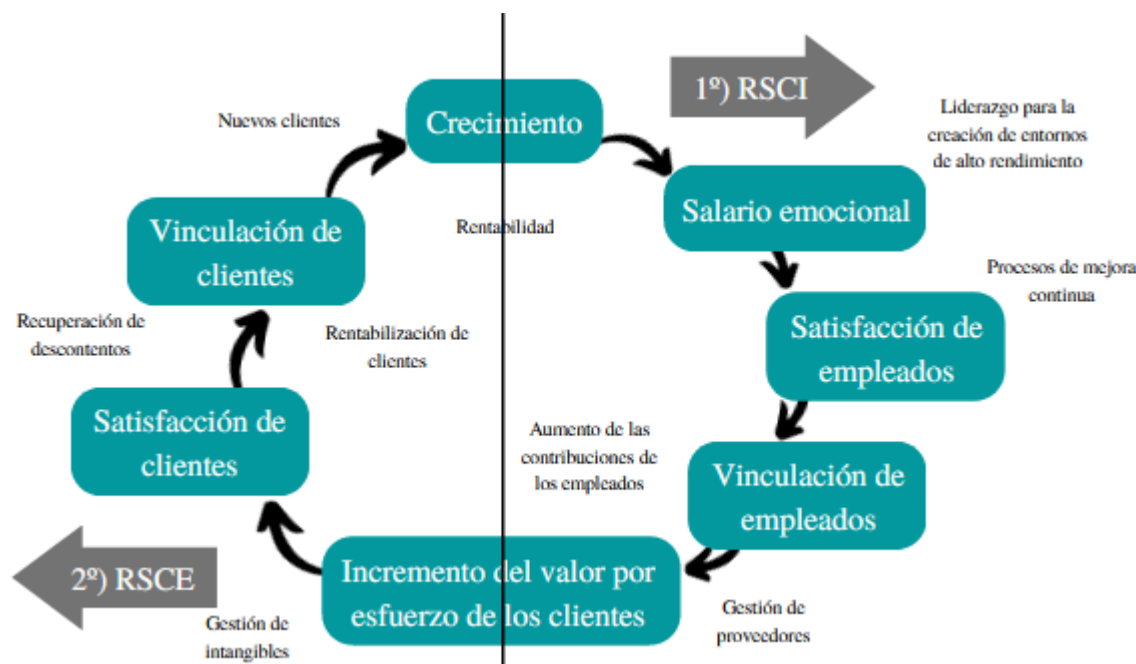 Nuevos clientes
Crecimiento
1º) RSCI
Liderazgo para la
creación de entornos
de alto rendimiento
Salario emocional
Vinculación de
clientes
Rentabilidad
Procesos de mejora
continua
Recuperación de
descontentos
Rentabilización de
clientes
Satisfacción de
empleados
Satisfacción de
clientes
Aumento de las
contribuciones de
los empleados
Vinculación de
empleados
2º) RSCE
Incremento del valor por
esfuerzo de los clientes
Gestión de
intangibles
Gestión de
proveedores